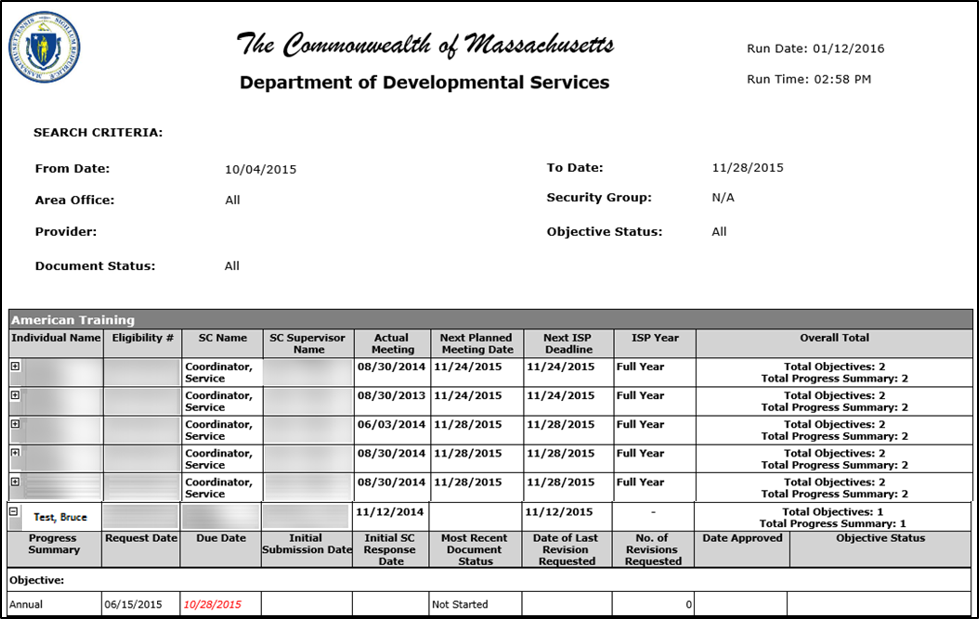 The Commonwealth of Massachusetts
Department of Developmental Services
Run Date: 01/12/2016
Run Time: 02:58 PM
SEARCH CRITERIA:
From Date: 10/04/2015 To Date: 11/28/2015
Area Office: All Security Group: N/A
Provider: Objective Status: All
Document Status: All
American Training
Individual Name Eligibility # SC Name SC Supervisor Name Actual Meeting Next Planned Meeting Date Next ISP Deadline ISP Year Overall Total
Coordinator, Service 08/30/2014 11/24/2015 11/24/2015 Full Year Total Objectives: 2
Total Progress Summary: 2
Coordinator, Service 08/30/2013 11/24/2015 11/24/2015 Full Year Total Objectives: 2
Total Progress Summary: 2
Coordinator, Service 06/03/2014 11/28/2015 11/28/2015 Full Year Total Objectives: 2
Total Progress Summary: 2
Coordinator, Service 08/30/2014 11/28/2015 11/28/2015 Full Year Total Objectives: 2
Total Progress Summary: 2
Coordinator, Service 08/30/2014 11/28/2015 11/28/2015 Full Year Total Objectives: 2
Total Progress Summary: 2
Test, Bruce 11/12/2014 11/12/2015 - Total Objectives: 1
Total Progress Summary: 1
Progress Summary Request Date Due Date Initial Submission Date Initial SC Response Date Most Recent Document Status Date of Last Revision Requested No. of Revisions Requested Date Approved Objective Status
Objective:
Annual 06/15/2015 10/28/2015 Not Started 0